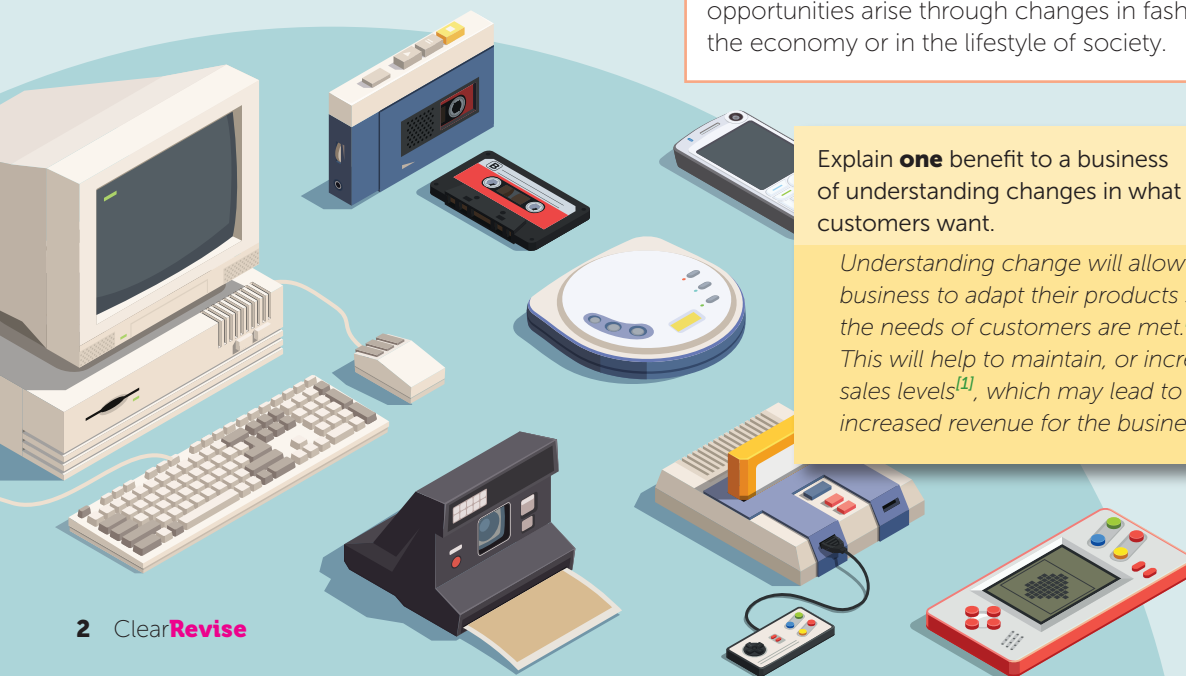 opportunities arise through changes in fash
the economy or in the lifestyle of society.
Explain one benefit to a business
of understanding changes in what
customers want.
Understanding change will allow
business to adapt their products
the needs of customers are met.
This will help to maintain, or incre
sales levels[1], which may lead to
increased revenue for the busine
B
2 ClearRevise